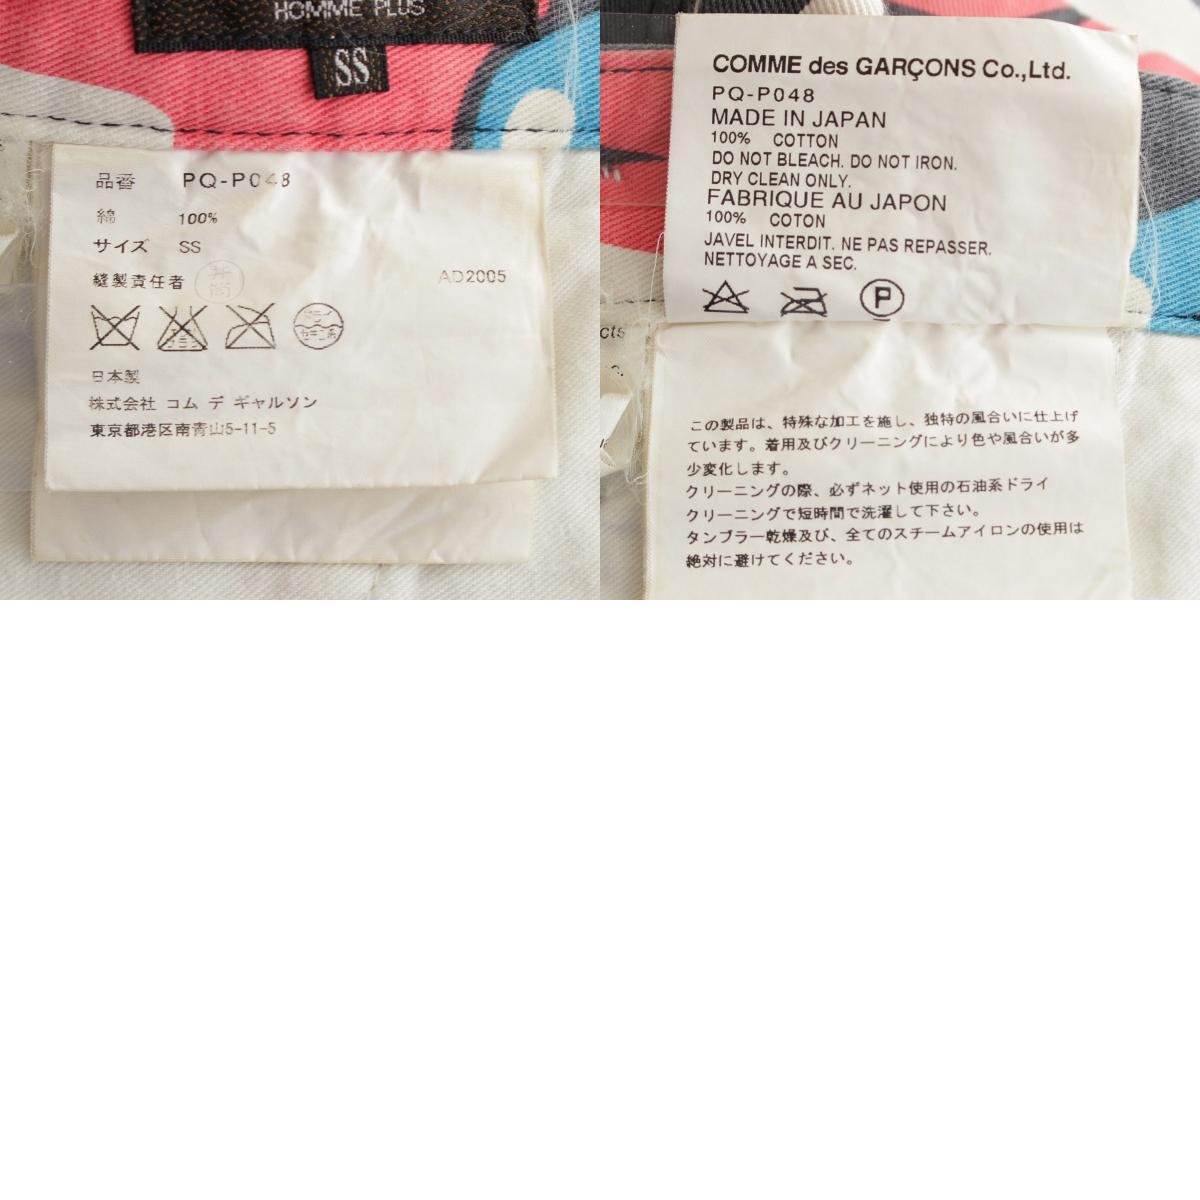 HOMME PLUS
SS
品番 PQ-P048
綿 100%
サイズ SS
縫製責任者
AD2005
日本製
株式会社 コム デ ギャルソン
東京都港区南青山5-11-5
COMME des GARÇONS Co.,Ltd.
PQ-P048
MADE IN JAPAN
100% COTTON
DO NOT BLEACH. DO NOT IRON.
DRY CLEAN ONLY.
FABRIQUE AU JAPON
100% COTON
JAVEL INTERDIT. NE PAS REPASSER.
NETTOYAGE A SEC.
P
この製品は、特殊な加工を施し、独特の風合いに仕上げ
ています。着用及びクリーニングにより色や風合いが多
少変化します。
クリーニングの際、必ずネット使用の石油系ドライ
クリーニングで短時間で洗濯して下さい。
タンブラー乾燥及び、全てのスチームアイロンの使用は
絶対に避けてください。